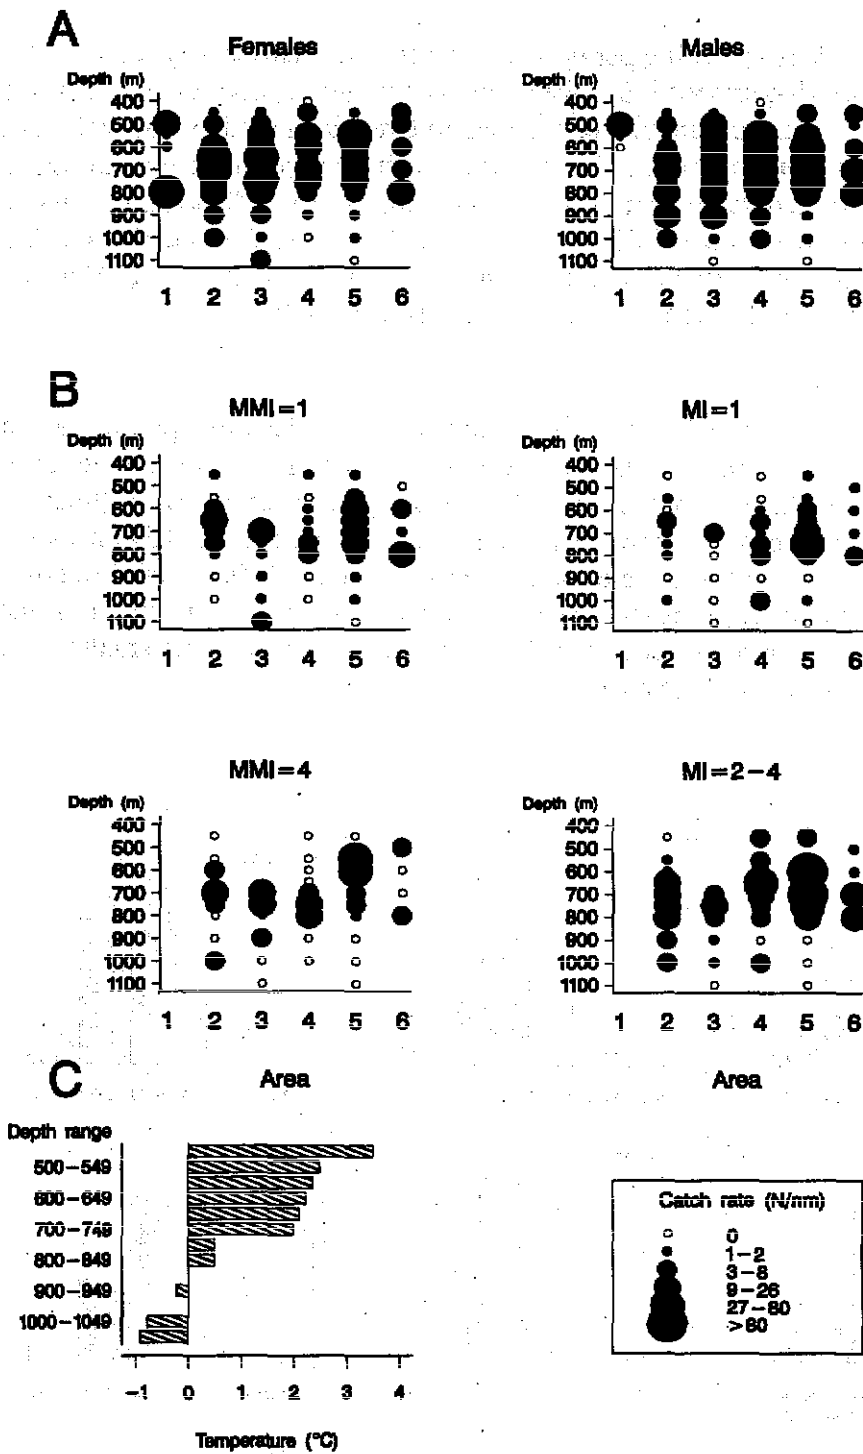 A
Females
Males
Depth (m)
Depth (m)
400
500
600
700
800
900
1000
1100
400
500
600
700
800
900
1000
1100
1 2 3 4 5 6
1 2 3 4 5 6
B
MMI=1
MI=1
Depth (m)
Depth (m)
400
500
600
700
800
900
1000
1100
400
500
600
700
800
900
1000
1100
1 2 3 4 5 6
1 2 3 4 5 6
MMI=4
MI=2-4
Depth (m)
Depth (m)
400
500
600
700
800
900
1000
1100
400
500
600
700
800
900
1000
1100
1 2 3 4 5 6
1 2 3 4 5 6
C
Area
Area
Depth range
500-549
600-649
700-749
800-849
900-949
1000-1049
-1 0 1 2 3 4
Temperature (°C)
Catch rate (N/nm)
0
1-2
3-8
9-26
27-80
>80